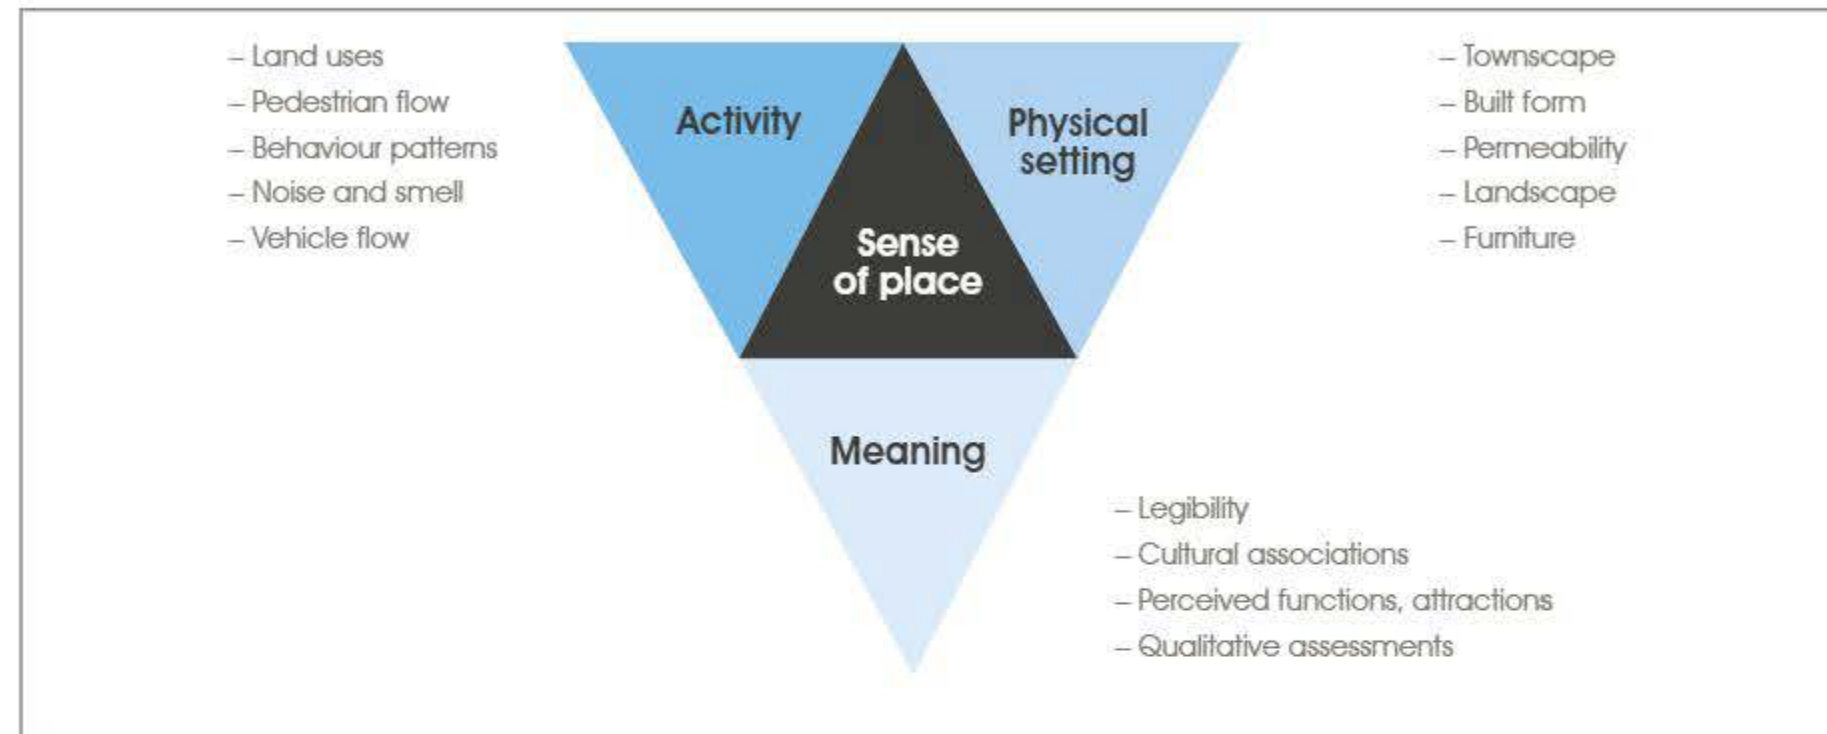 – Land uses
– Pedestrian flow
– Behaviour patterns
– Noise and smell
– Vehicle flow
Activity
Physical
setting
Sense
of place
Meaning
– Townscape
– Built form
– Permeability
– Landscape
– Furniture
– Legibility
– Cultural associations
– Perceived functions, attractions
– Qualitative assessments